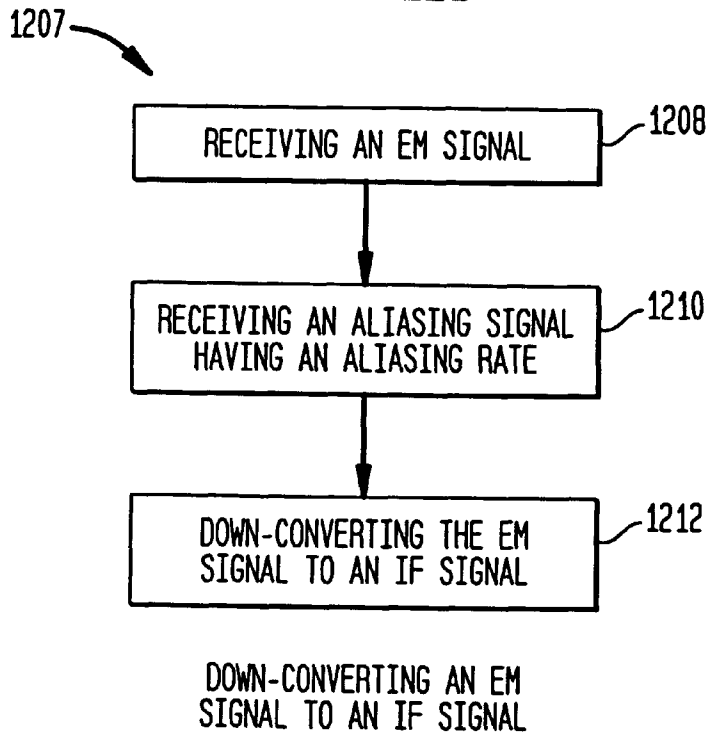 1207
RECEIVING AN EM SIGNAL
1208
RECEIVING AN ALIASING SIGNAL
HAVING AN ALIASING RATE
1210
DOWN-CONVERTING THE EM
SIGNAL TO AN IF SIGNAL
1212
DOWN-CONVERTING AN EM
SIGNAL TO AN IF SIGNAL